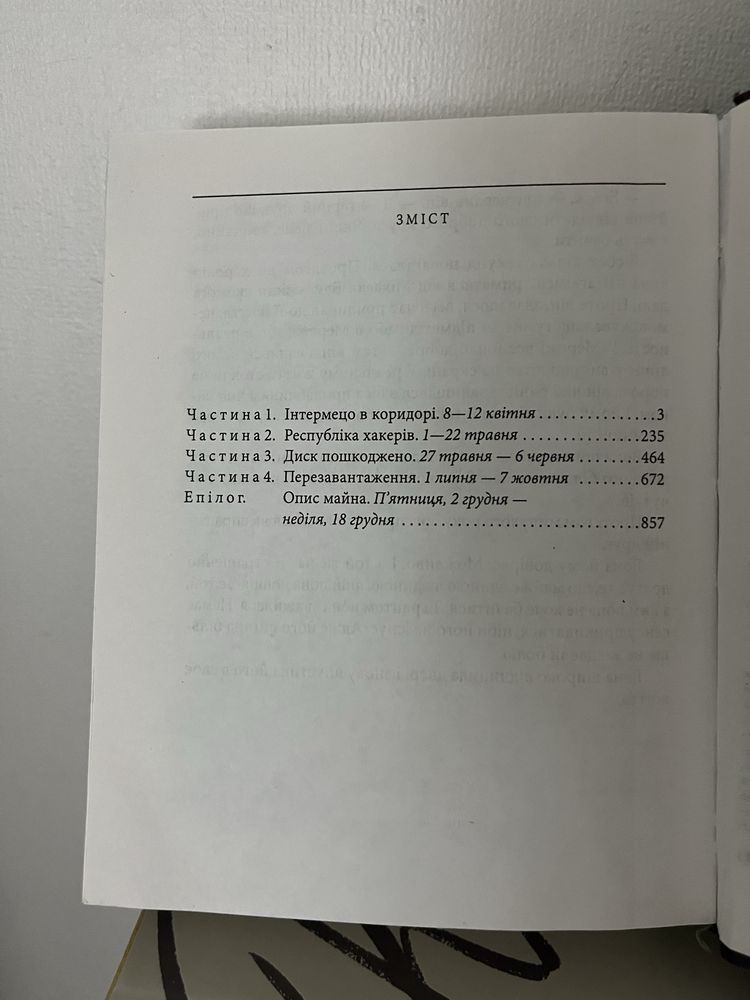 ЗМІСТ
Частина 1. Інтермецо в коридорі. 8—12 квітня ...............3
Частина 2. Республіка хакерів. 1—22 травня ...............235
Частина 3. Диск пошкоджено. 27 травня — 6 червня .........464
Частина 4. Перезавантаження. 1 липня — 7 жовтня ........672
Епілог. Опис майна. П'ятниця, 2 грудня —
неділя, 18 грудня ..............................857